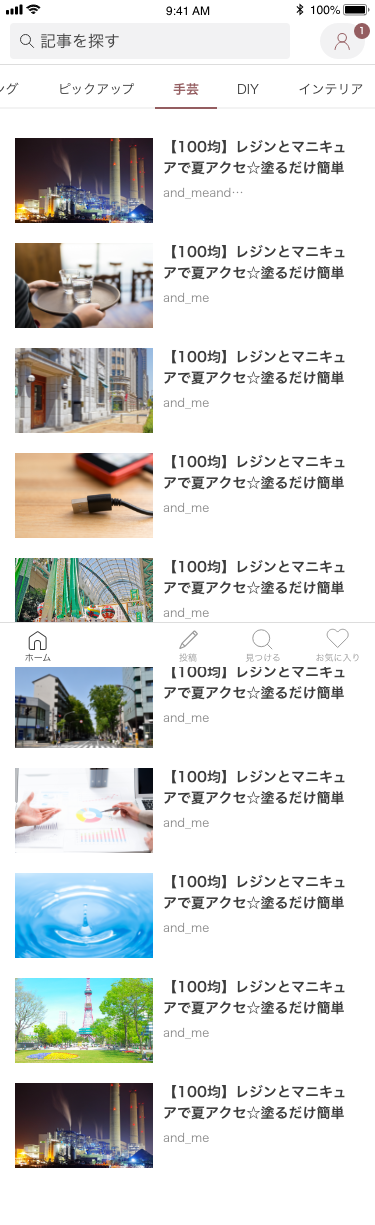 9:41 AM
100%
記事を探す
1
ング
ピックアップ
手芸
DIY
インテリア
【100均】レジンとマニキュ
アで夏アクセ☆塗るだけ簡単
and_meand…
【100均】レジンとマニキュ
アで夏アクセ☆塗るだけ簡単
and_me
【100均】レジンとマニキュ
アで夏アクセ☆塗るだけ簡単
and_me
【100均】レジンとマニキュ
アで夏アクセ☆塗るだけ簡単
and_me
【100均】レジンとマニキュ
アで夏アクセ☆塗るだけ簡単
and_me
ホーム
投稿
見つける
お気に入り
【100均】レジンとマニキュ
アで夏アクセ☆塗るだけ簡単
and_me
【100均】レジンとマニキュ
アで夏アクセ☆塗るだけ簡単
and_me
【100均】レジンとマニキュ
アで夏アクセ☆塗るだけ簡単
and_me
【100均】レジンとマニキュ
アで夏アクセ☆塗るだけ簡単
and_me
【100均】レジンとマニキュ
アで夏アクセ☆塗るだけ簡単
and_me